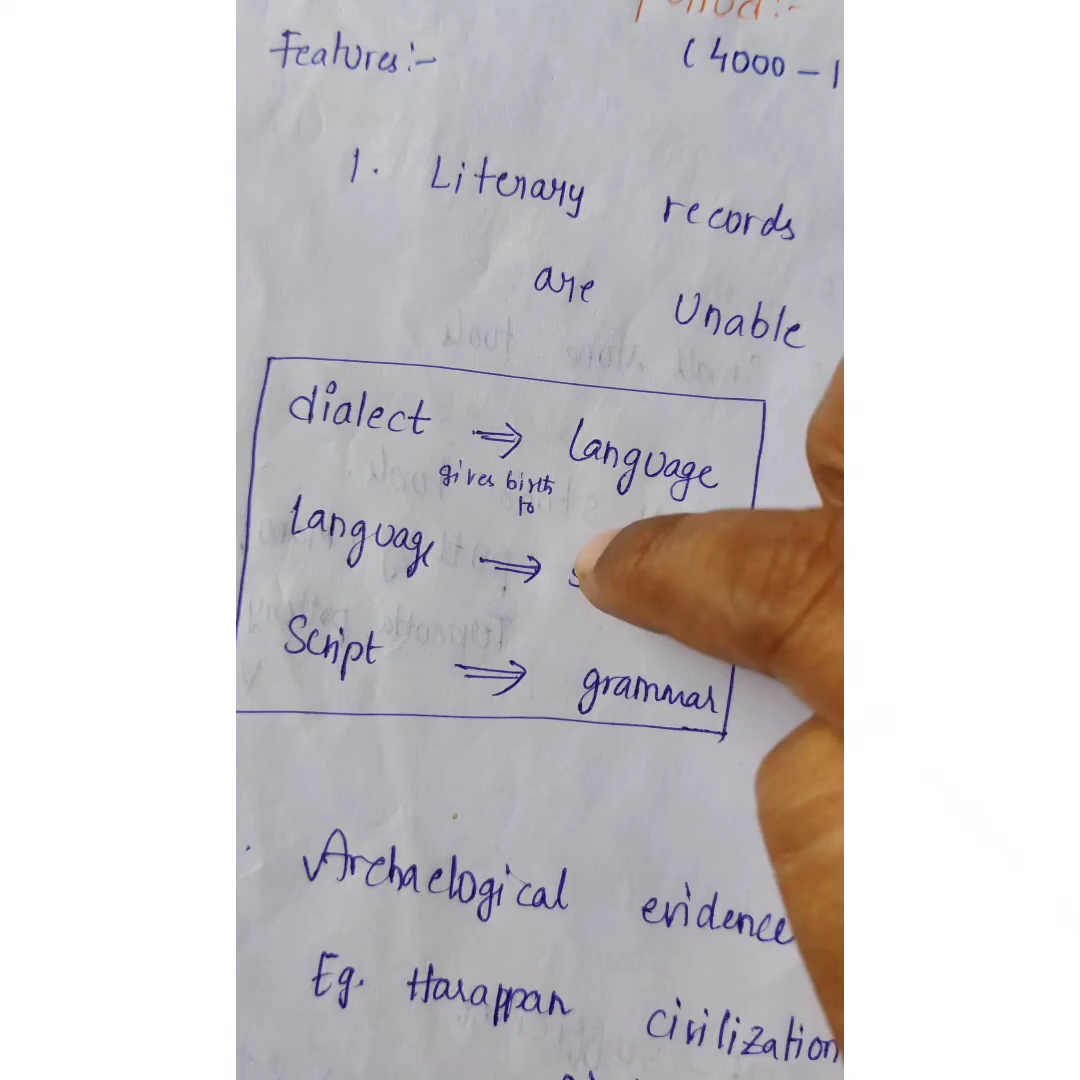 Features:-
(4000 - 1
1. Literary records
are Unable
dialect ⇒ language
gives birth
to
language ⇒
Script ⇒ grammar
Archaelogical evidence
Eg. Harappan civilization